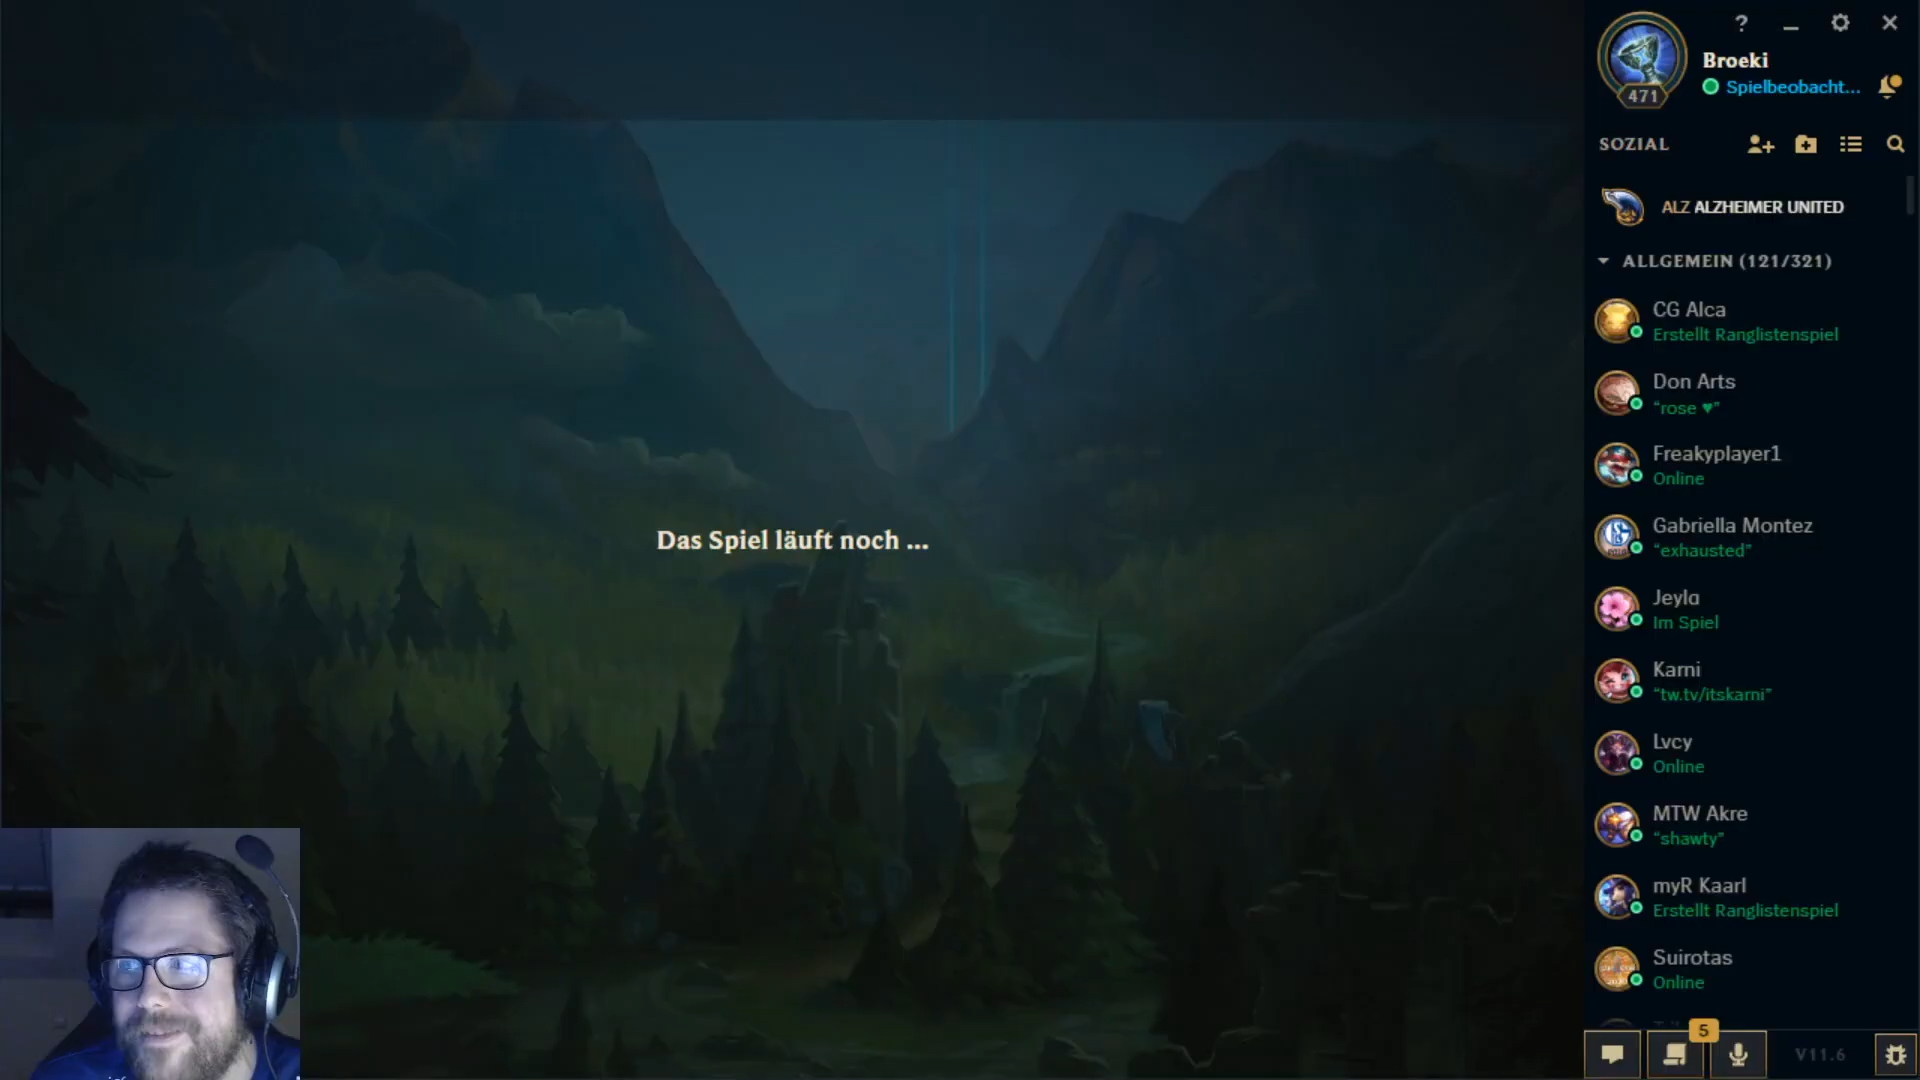 Broeki
471
Spielbeobacht...
SOZIAL
ALZ ALZHEIMER UNITED
ALLGEMEIN (121/321)
CG Alca
Erstellt Ranglistenspiel
Don Arts
“rose ♥”
Freakyplayer1
Online
Das Spiel läuft noch ...
Gabriella Montez
“exhausted”
Jeyla
Im Spiel
Karni
“tw.tv/itskarni”
Lvcy
Online
MTW Akre
“shawty”
myR Kaarl
Erstellt Ranglistenspiel
Suirotas
Online
5
V11.6